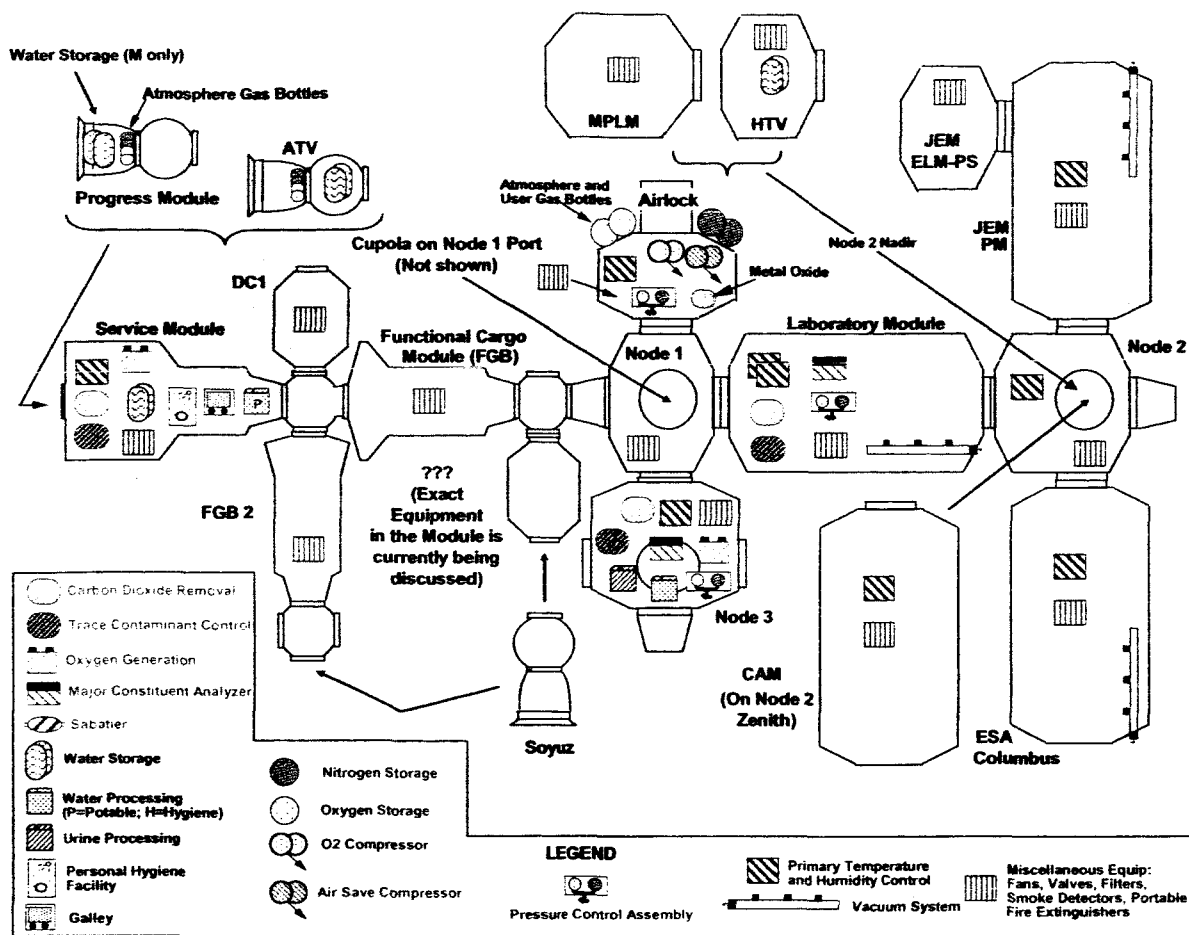 Water Storage (M only)
Atmosphere Gas Bottles
ATV
Progress Module
MPLM
HTV
JEM
ELM-PS
JEM
PM
Atmosphere and
User Gas Bottles
Airlock
Cupola on Node 1 Port
(Not shown)
Node 2 Nadir
Metal Oxide
DC1
Service Module
Functional Cargo
Module (FGB)
Node 1
Laboratory Module
Node 2
P
FGB 2
???
(Exact
Equipment
in the Module is
currently being
discussed)
Node 3
Soyuz
CAM
(On Node 2
Zenith)
ESA
Columbus
Carbon Dioxide Removal
Trace Contaminant Control
Oxygen Generation
Major Constituent Analyzer
Sabatier
Water Storage
Water Processing
(P=Potable; H=Hygiene)
Urine Processing
Personal Hygiene
Facility
Galley
Nitrogen Storage
Oxygen Storage
O2 Compressor
Air Save Compressor
LEGEND
Pressure Control Assembly
Primary Temperature
and Humidity Control
Vacuum System
Miscellaneous Equip:
Fans, Valves, Filters,
Smoke Detectors, Portable
Fire Extinguishers